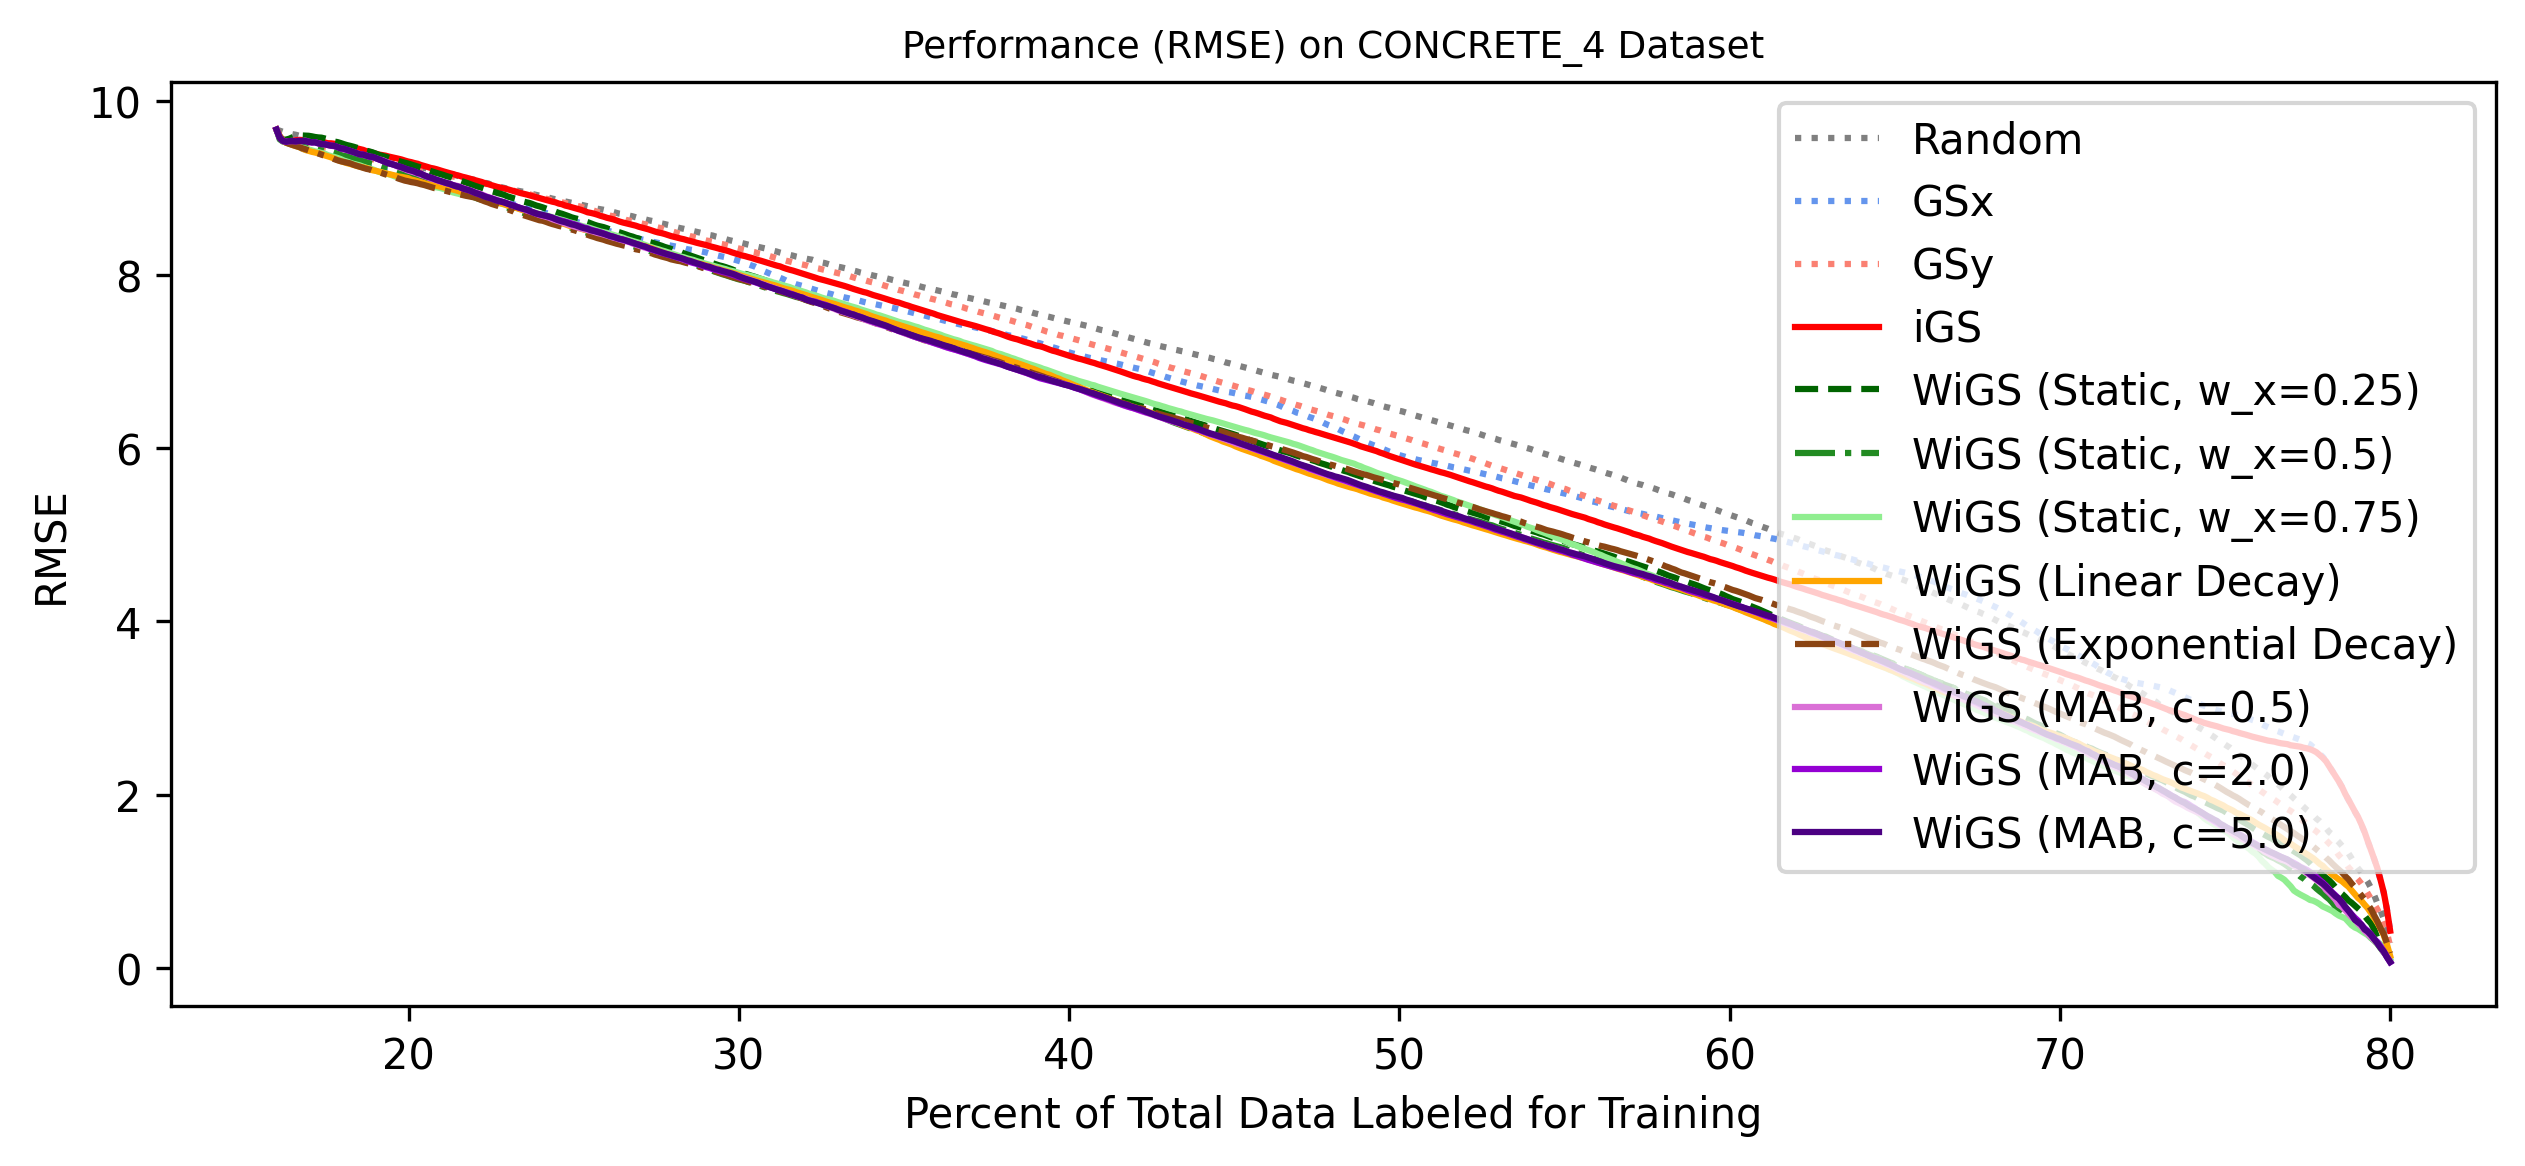 Performance (RMSE) on CONCRETE_4 Dataset
10
8
6
4
2
0
RMSE
20 30 40 50 60 70 80
Percent of Total Data Labeled for Training
Random
GSx
GSy
iGS
WiGS (Static, w_x=0.25)
WiGS (Static, w_x=0.5)
WiGS (Static, w_x=0.75)
WiGS (Linear Decay)
WiGS (Exponential Decay)
WiGS (MAB, c=0.5)
WiGS (MAB, c=2.0)
WiGS (MAB, c=5.0)